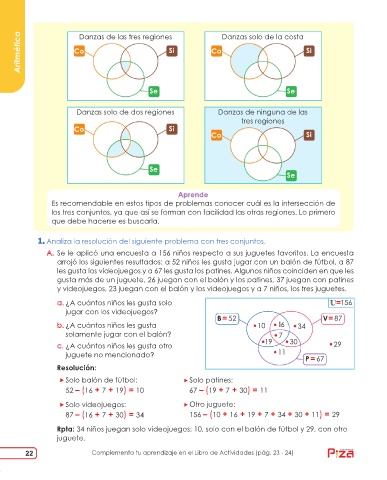 Aritmética
Danzas de las tres regiones
Co
Si
Se
Danzas solo de la costa
Co
Si
Se
Danzas solo de dos regiones
Co
Si
Se
Danzas de ninguna de las
tres regiones
Co
Si
Se
Aprende
Es recomendable en estos tipos de problemas conocer cuál es la intersección de
los tres conjuntos, ya que así se forman con facilidad las otras regiones. Lo primero
que debe hacerse es buscarla.
1. Analiza la resolución del siguiente problema con tres conjuntos.
A. Se le aplicó una encuesta a 156 niños respecto a sus juguetes favoritos. La encuesta
arrojó los siguientes resultados: a 52 niños les gusta jugar con un balón de fútbol, a 87
les gusta los videojuegos y a 67 les gusta los patines. Algunos niños coinciden en que les
gusta más de un juguete, 26 juegan con el balón y los patines, 37 juegan con patines
y videojuegos, 23 juegan con el balón y los videojuegos y a 7 niños, los tres juguetes.
a. ¿A cuántos niños les gusta solo
jugar con los videojuegos?
b. ¿A cuántos niños les gusta
solamente jugar con el balón?
c. ¿A cuántos niños les gusta otro
juguete no mencionado?
U=156
B = 52
V = 87
10
16
34
7
19
30
29
11
P = 67
Resolución:
Solo balón de fútbol:
52 – (16 + 7 + 19) = 10
Solo patines:
67 – (19 + 7 + 30) = 11
Solo videojuegos:
87 – (16 + 7 + 30) = 34
Otro juguete:
156 – (10 + 16 + 19 + 7 + 34 + 30 + 11) = 29
Rpta: 34 niños juegan solo videojuegos; 10, solo con el balón de fútbol y 29, con otro
juguete.
22
Complementa tu aprendizaje en el Libro de Actividades (pág. 23 - 24)